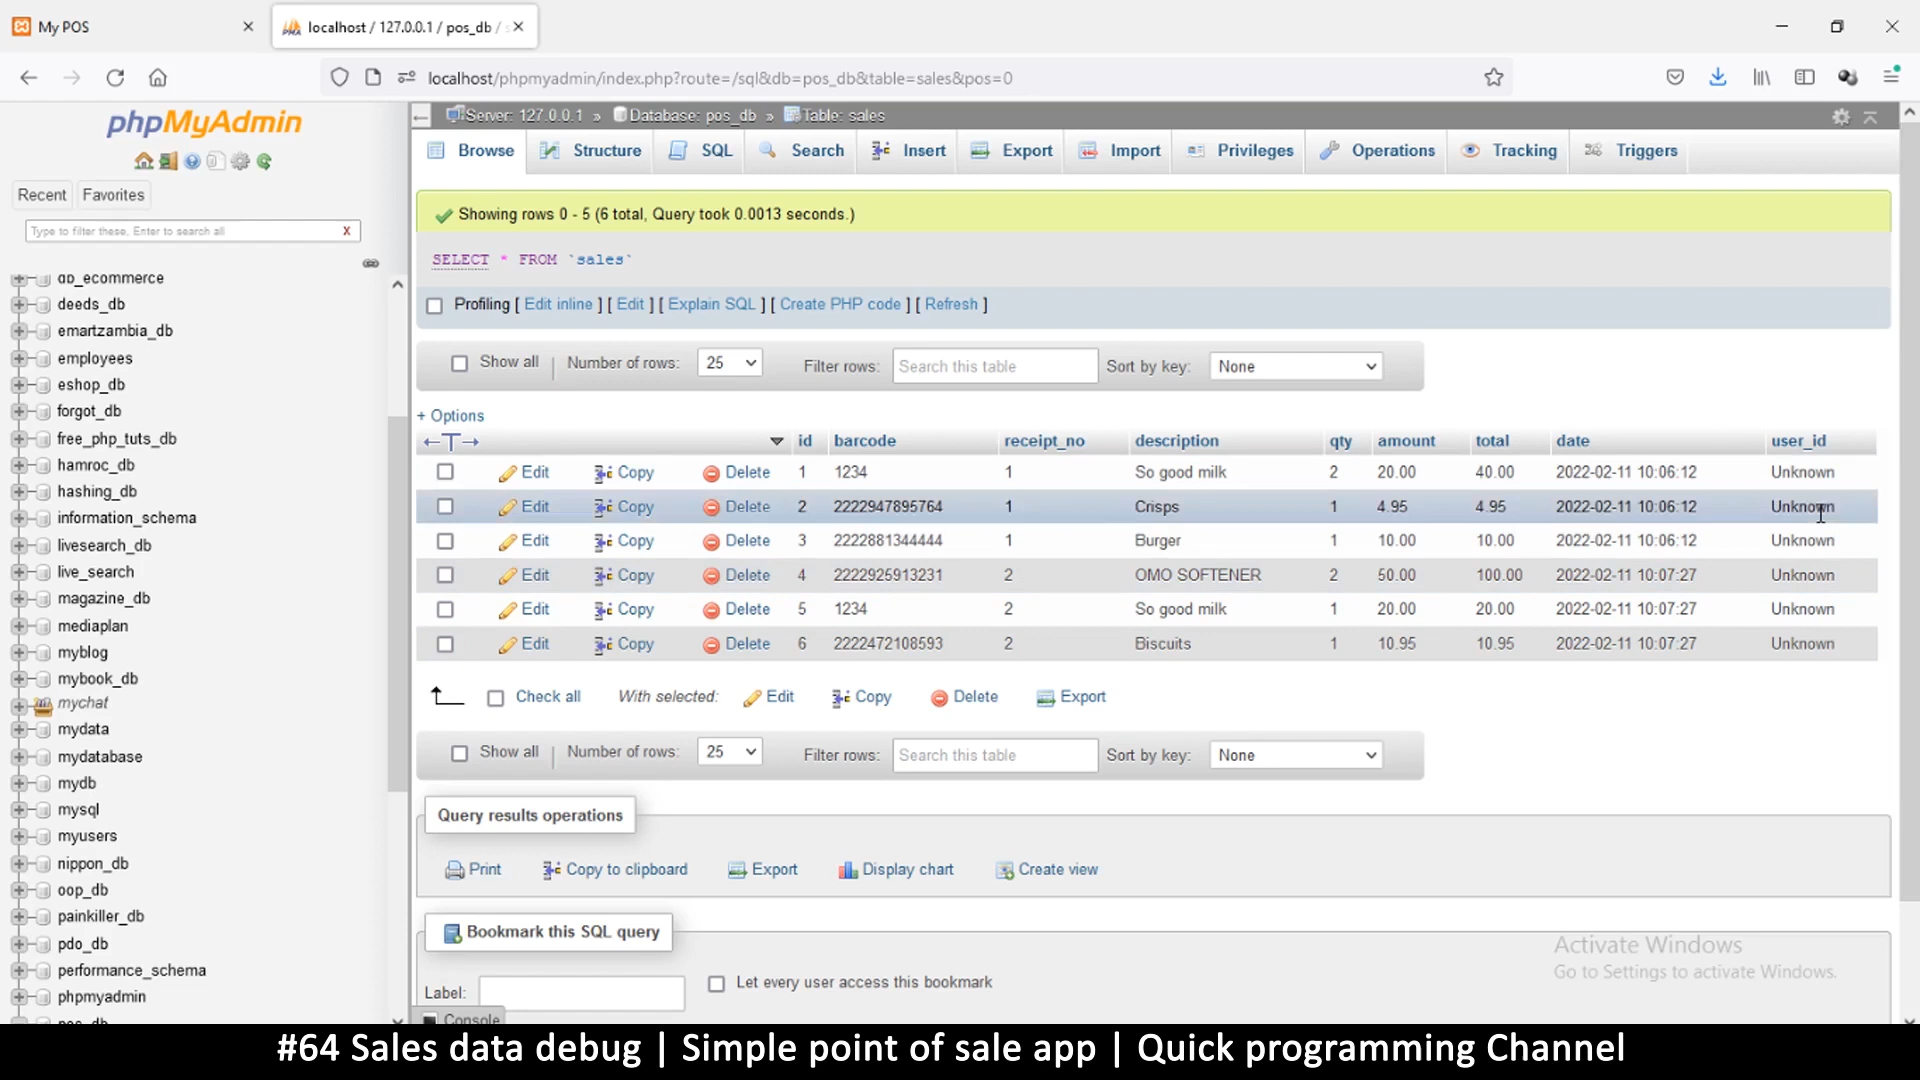 My POS
localhost / 127.0.0.1 / pos_db /
localhost/phpmyadmin/index.php?route=/sql&db=pos_db&table=sales&pos=0
phpMyAdmin
Recent Favorites
Type to filter these, Enter to search all X
db_ecommerce
deeds_db
emartzambia_db
employees
eshop_db
forgot_db
free_php_tuts_db
hamroc_db
hashing_db
information_schema
livesearch_db
live_search
magazine_db
mediaplan
myblog
mybook_db
mychat
mydata
mydatabase
mydb
mysql
myusers
nippon_db
oop_db
painkiller_db
pdo_db
performance_schema
phpmyadmin
pos_db
Server: 127.0.0.1 » Database: pos_db » Table: sales
Browse Structure SQL Search Insert Export Import Privileges Operations Tracking Triggers
Showing rows 0 - 5 (6 total, Query took 0.0013 seconds.)
SELECT * FROM `sales`
Profiling [ Edit inline ] [ Edit ] [ Explain SQL ] [ Create PHP code ] [ Refresh ]
Show all | Number of rows: 25 Filter rows: Search this table Sort by key: None
+ Options
←T→ id barcode receipt_no description qty amount total date user_id
Edit Copy Delete 1 1234 1 So good milk 2 20.00 40.00 2022-02-11 10:06:12 Unknown
Edit Copy Delete 2 2222947895764 1 Crisps 1 4.95 4.95 2022-02-11 10:06:12 Unknown
Edit Copy Delete 3 2222881344444 1 Burger 1 10.00 10.00 2022-02-11 10:06:12 Unknown
Edit Copy Delete 4 2222925913231 2 OMO SOFTENER 2 50.00 100.00 2022-02-11 10:07:27 Unknown
Edit Copy Delete 5 1234 2 So good milk 1 20.00 20.00 2022-02-11 10:07:27 Unknown
Edit Copy Delete 6 2222472108593 2 Biscuits 1 10.95 10.95 2022-02-11 10:07:27 Unknown
Check all With selected: Edit Copy Delete Export
Show all | Number of rows: 25 Filter rows: Search this table Sort by key: None
Query results operations
Print Copy to clipboard Export Display chart Create view
Bookmark this SQL query
Label: Let every user access this bookmark
Console
Activate Windows
Go to Settings to activate Windows.
#64 Sales data debug | Simple point of sale app | Quick programming Channel